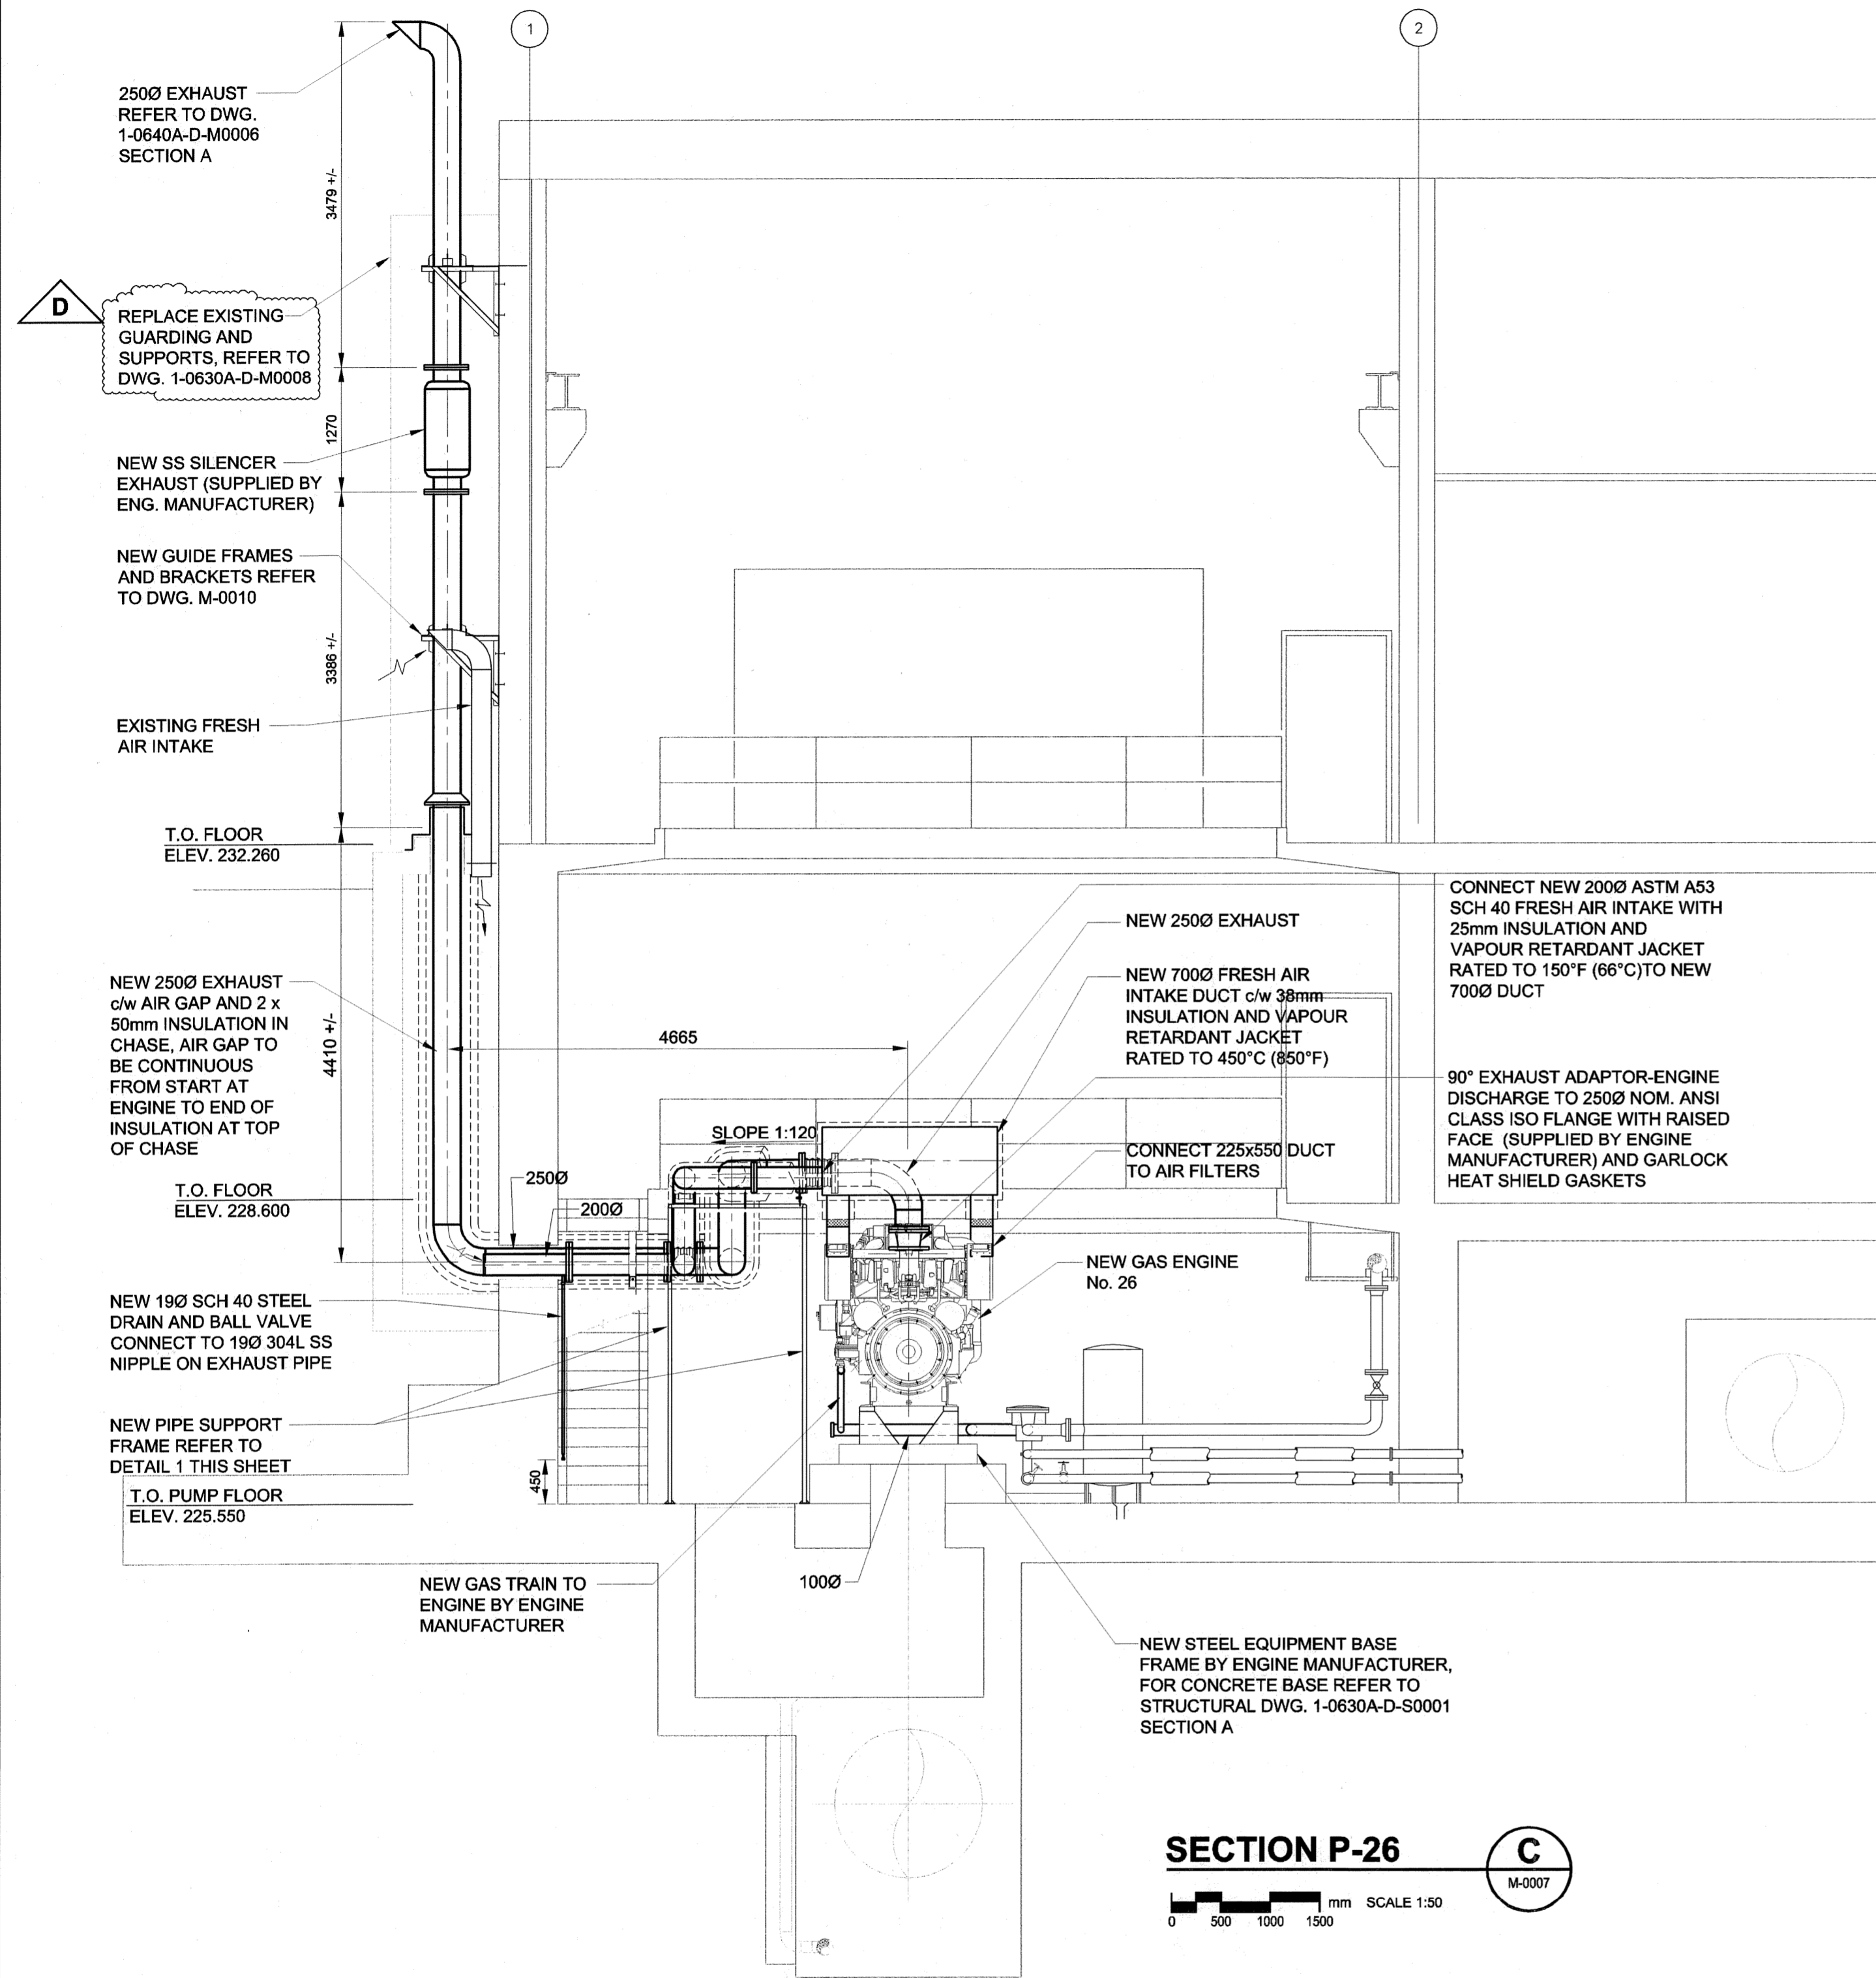 1
2
250Ø EXHAUST
REFER TO DWG.
1-0640A-D-M0006
SECTION A
3479 +/-
D
REPLACE EXISTING
GUARDING AND
SUPPORTS, REFER TO
DWG. 1-0630A-D-M0008
1270
NEW SS SILENCER
EXHAUST (SUPPLIED BY
ENG. MANUFACTURER)
NEW GUIDE FRAMES
AND BRACKETS REFER
TO DWG. M-0010
3386 +/-
EXISTING FRESH
AIR INTAKE
T.O. FLOOR
ELEV. 232.260
CONNECT NEW 200Ø ASTM A53
SCH 40 FRESH AIR INTAKE WITH
25mm INSULATION AND
VAPOUR RETARDANT JACKET
RATED TO 150°F (66°C)TO NEW
700Ø DUCT
NEW 250Ø EXHAUST
NEW 700Ø FRESH AIR
INTAKE DUCT c/w 38mm
INSULATION AND VAPOUR
RETARDANT JACKET
RATED TO 450°C (850°F)
NEW 250Ø EXHAUST
c/w AIR GAP AND 2 x
50mm INSULATION IN
CHASE, AIR GAP TO
BE CONTINUOUS
FROM START AT
ENGINE TO END OF
INSULATION AT TOP
OF CHASE
4410 +/-
4665
90° EXHAUST ADAPTOR-ENGINE
DISCHARGE TO 250Ø NOM. ANSI
CLASS ISO FLANGE WITH RAISED
FACE (SUPPLIED BY ENGINE
MANUFACTURER) AND GARLOCK
HEAT SHIELD GASKETS
SLOPE 1:120
CONNECT 225x550 DUCT
TO AIR FILTERS
T.O. FLOOR
ELEV. 228.600
250Ø
200Ø
NEW GAS ENGINE
No. 26
NEW 19Ø SCH 40 STEEL
DRAIN AND BALL VALVE
CONNECT TO 19Ø 304L SS
NIPPLE ON EXHAUST PIPE
NEW PIPE SUPPORT
FRAME REFER TO
DETAIL 1 THIS SHEET
450
T.O. PUMP FLOOR
ELEV. 225.550
NEW GAS TRAIN TO
ENGINE BY ENGINE
MANUFACTURER
100Ø
NEW STEEL EQUIPMENT BASE
FRAME BY ENGINE MANUFACTURER,
FOR CONCRETE BASE REFER TO
STRUCTURAL DWG. 1-0630A-D-S0001
SECTION A
SECTION P-26
C
M-0007
mm SCALE 1:50
0 500 1000 1500